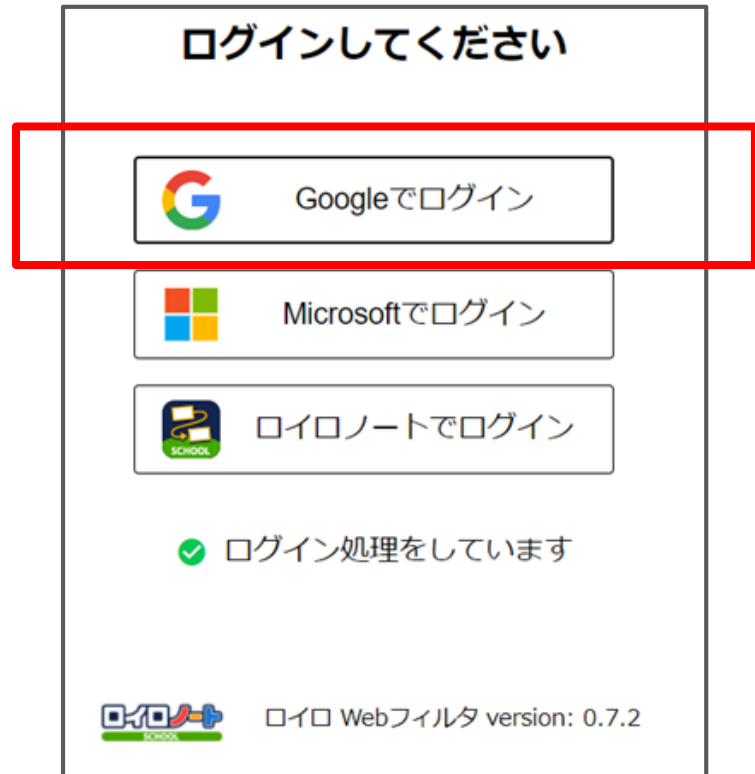 ログインしてください
Googleでログイン
Microsoftでログイン
SCHOOL
ロイロノートでログイン
ログイン処理をしています
ロイロノート
SCHOOL
ロイロ Webフィルタ version: 0.7.2